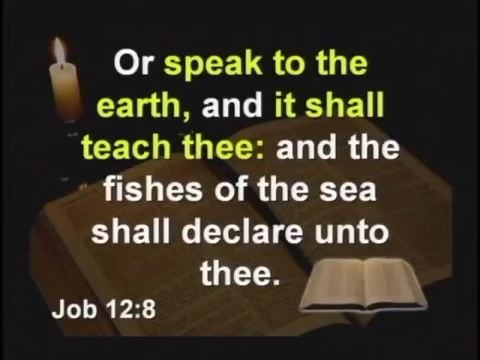 Or speak to the
earth, and it shall
teach thee: and the
fishes of the sea
shall declare unto
thee.
Job 12:8